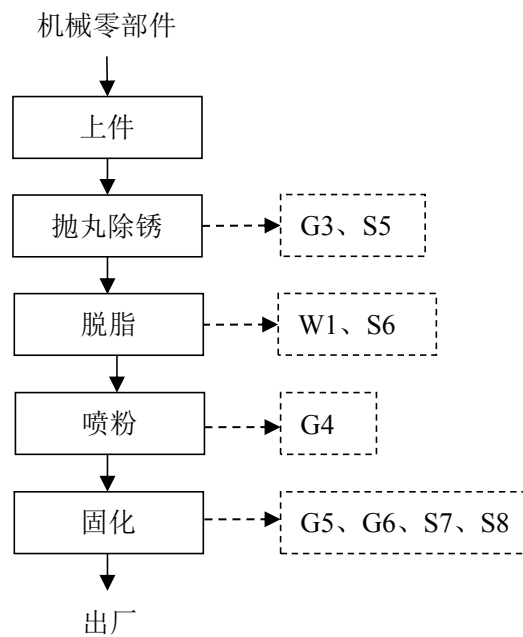 机械零部件
上件
抛丸除锈
G3、S5
脱脂
W1、S6
喷粉
G4
固化
G5、G6、S7、S8
出厂